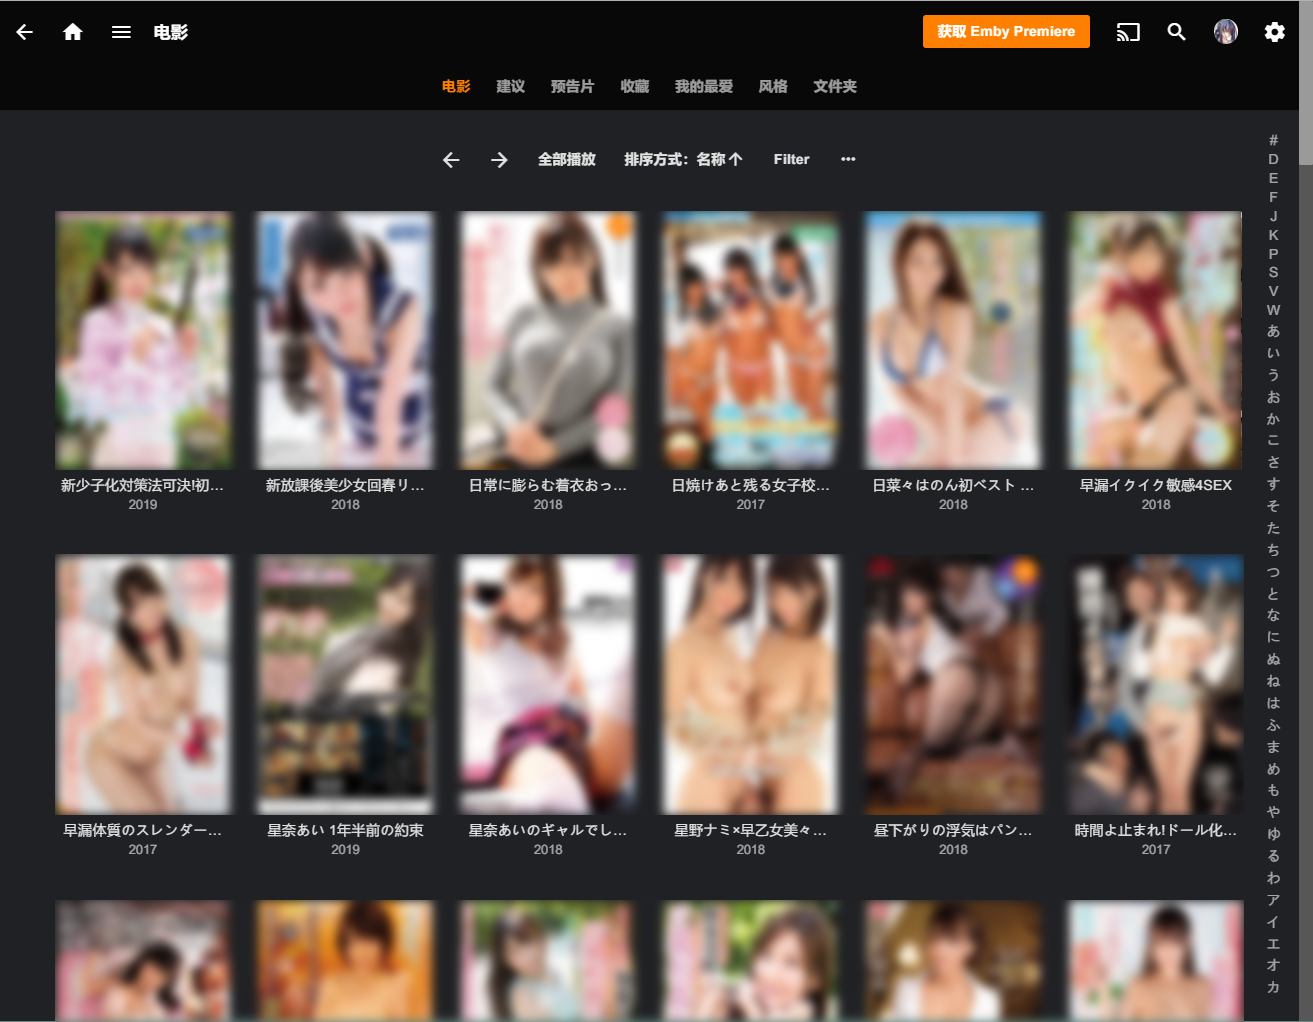 电影
获取 Emby Premiere
电影 建议 预告片 收藏 我的最爱 风格 文件夹
全部播放 排序方式: 名称 个 Filter ···
新少子化対策法可決!初...
2019
新放課後美少女回春リ...
2018
日常に膨らむ着衣おっ...
2018
日焼けあと残る女子校...
2017
日菜々はのん初ベスト ...
2018
早漏イクイク敏感4SEX
2018
早漏体質のスレンダー...
2017
星奈あい 1年半前の約束
2019
星奈あいのギャルでし...
2018
星野ナミ×早乙女美々...
2018
昼下がりの浮気はパン...
2018
時間よ止まれ!ドール化...
2017
#
D
E
F
J
K
P
S
V
W
あ
い
う
お
か
こ
さ
す
そ
た
ち
つ
と
な
に
ぬ
ね
は
ふ
ま
め
も
や
ゆ
る
わ
ア
イ
エ
オ
カ